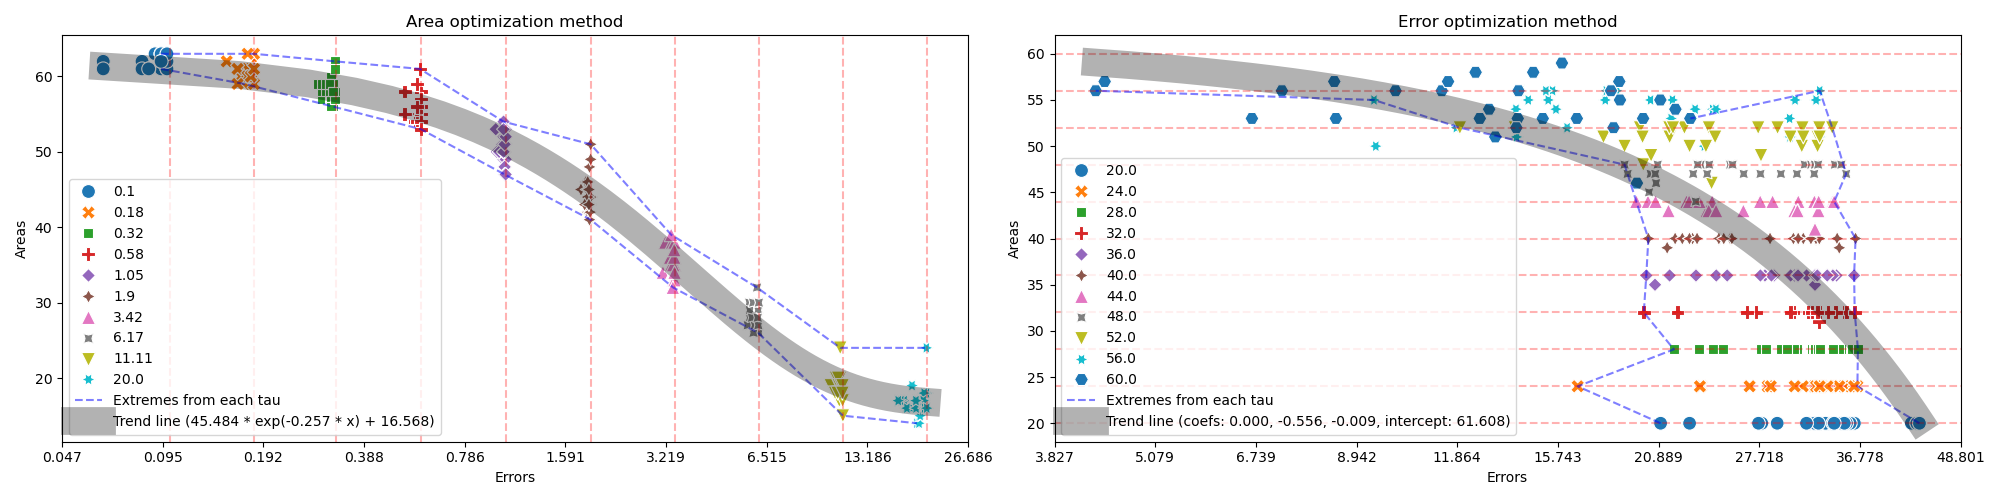 Area optimization method
Areas
60
50
40
30
20
0.1
0.18
0.32
0.58
1.05
1.9
3.42
6.17
11.11
20.0
Extremes from each tau
Trend line (45.484 * exp(-0.257 * x) + 16.568)
0.047 0.095 0.192 0.388 0.786 1.591 3.219 6.515 13.186 26.686
Errors
Error optimization method
Areas
60
55
50
45
40
35
30
25
20
20.0
24.0
28.0
32.0
36.0
40.0
44.0
48.0
52.0
56.0
60.0
Extremes from each tau
Trend line (coefs: 0.000, -0.556, -0.009, intercept: 61.608)
3.827 5.079 6.739 8.942 11.864 15.743 20.889 27.718 36.778 48.801
Errors